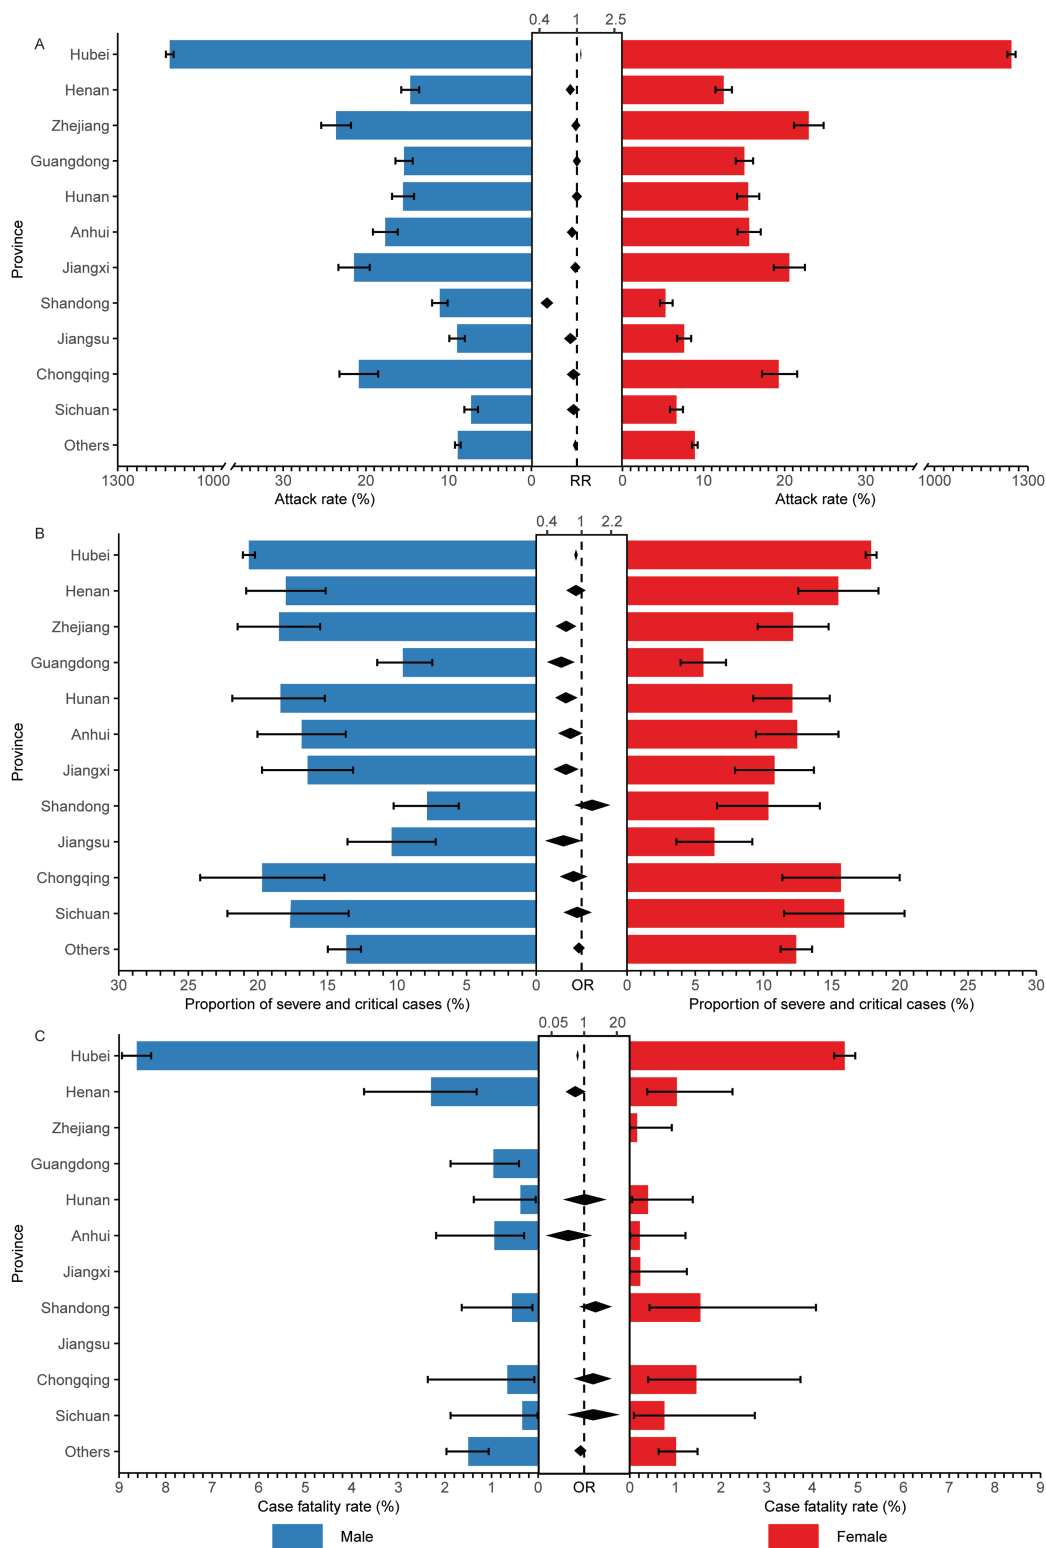 0.4 1 2.5
A
Province
Hubei
Henan
Zhejiang
Guangdong
Hunan
Anhui
Jiangxi
Shandong
Jiangsu
Chongqing
Sichuan
Others
1300 1000 30 20 10 0 RR 0 10 20 30 1000 1300
Attack rate (%) Attack rate (%)
0.4 1 2.2
B
Province
Hubei
Henan
Zhejiang
Guangdong
Hunan
Anhui
Jiangxi
Shandong
Jiangsu
Chongqing
Sichuan
Others
30 20 15 10 5 0 OR 0 5 10 15 20 25 30
Proportion of severe and critical cases (%) Proportion of severe and critical cases (%)
0.05 1 20
C
Province
Hubei
Henan
Zhejiang
Guangdong
Hunan
Anhui
Jiangxi
Shandong
Jiangsu
Chongqing
Sichuan
Others
9 8 7 6 5 4 3 2 1 0 OR 0 1 2 3 4 5 6 7 8 9
Case fatality rate (%) Case fatality rate (%)
Male Female